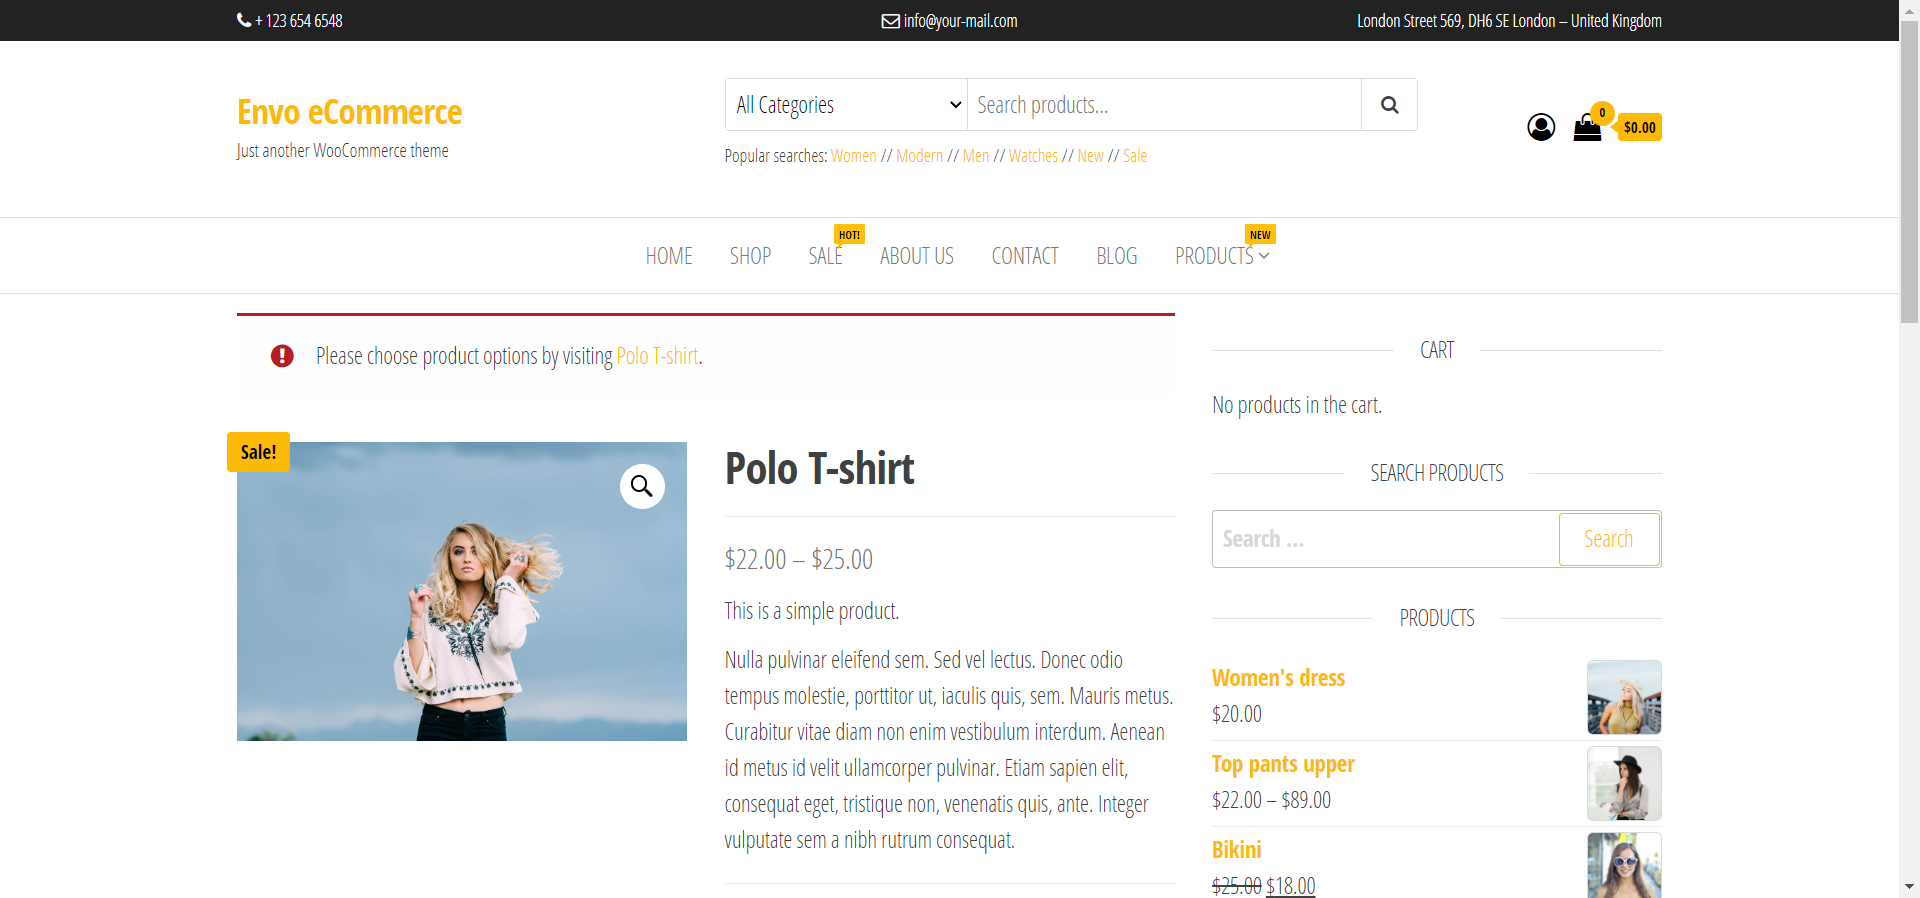 + 123 654 6548
info@your-mail.com
London Street 569, DH6 SE London – United Kingdom
Envo eCommerce
Just another WooCommerce theme
All Categories
Search products...
Popular searches: Women // Modern // Men // Watches // New // Sale
0
$0.00
HOME
SHOP
SALE
HOT!
ABOUT US
CONTACT
BLOG
PRODUCTS
NEW
Please choose product options by visiting Polo T-shirt.
Sale!
Polo T-shirt
$22.00 – $25.00
This is a simple product.
Nulla pulvinar eleifend sem. Sed vel lectus. Donec odio
tempus molestie, porttitor ut, iaculis quis, sem. Mauris metus.
Curabitur vitae diam non enim vestibulum interdum. Aenean
id metus id velit ullamcorper pulvinar. Etiam sapien elit,
consequat eget, tristique non, venenatis quis, ante. Integer
vulputate sem a nibh rutrum consequat.
CART
No products in the cart.
SEARCH PRODUCTS
Search ...
Search
PRODUCTS
Women's dress
$20.00
Top pants upper
$22.00 – $89.00
Bikini
$25.00 $18.00